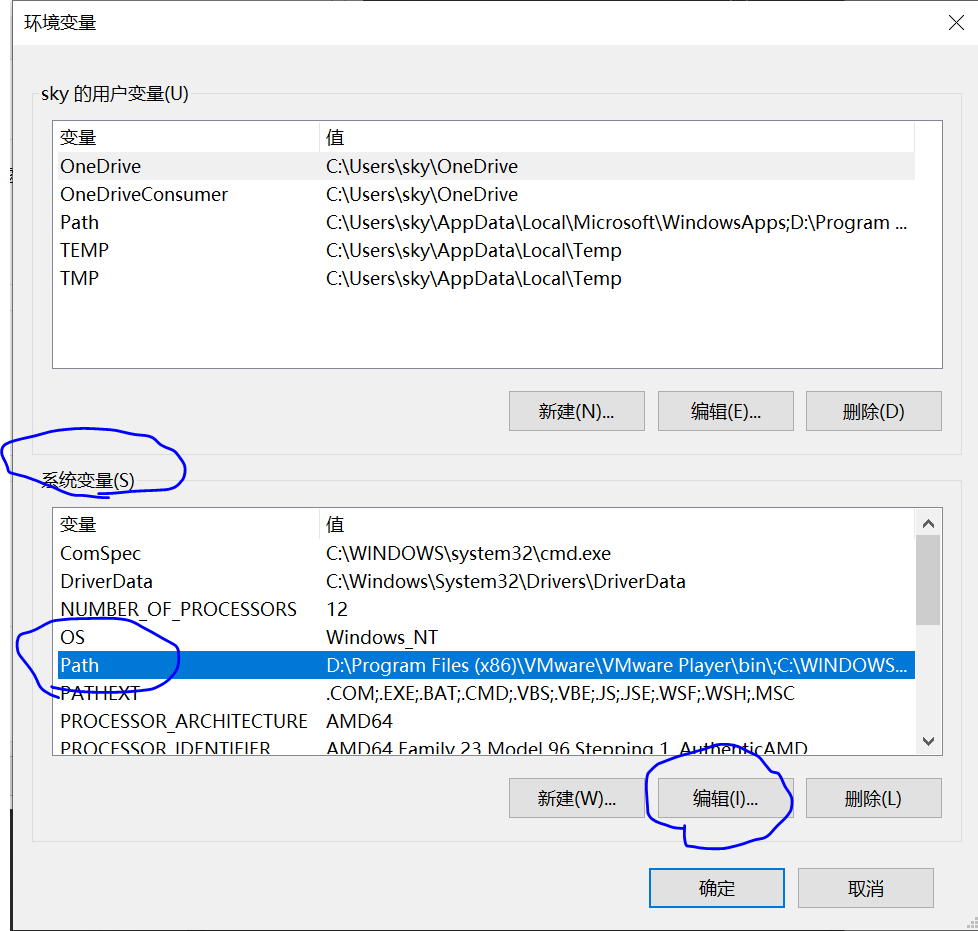 环境变量
sky 的用户变量(U)
变量 值
OneDrive C:\Users\sky\OneDrive
OneDriveConsumer C:\Users\sky\OneDrive
Path C:\Users\sky\AppData\Local\Microsoft\WindowsApps;D:\Program ...
TEMP C:\Users\sky\AppData\Local\Temp
TMP C:\Users\sky\AppData\Local\Temp
新建(N)... 编辑(E)... 删除(D)
系统变量(S)
变量 值
ComSpec C:\WINDOWS\system32\cmd.exe
DriverData C:\Windows\System32\Drivers\DriverData
NUMBER_OF_PROCESSORS 12
OS Windows_NT
Path D:\Program Files (x86)\VMware\VMware Player\bin\;C:\WINDOWS...
PATHEXT .COM;.EXE;.BAT;.CMD;.VBS;.VBE;.JS;.JSE;.WSF;.WSH;.MSC
PROCESSOR_ARCHITECTURE AMD64
PROCESSOR_IDENTIFIER AMD64 Family 23 Model 96 Stepping 1, AuthenticAMD
新建(W)... 编辑(I)... 删除(L)
确定 取消